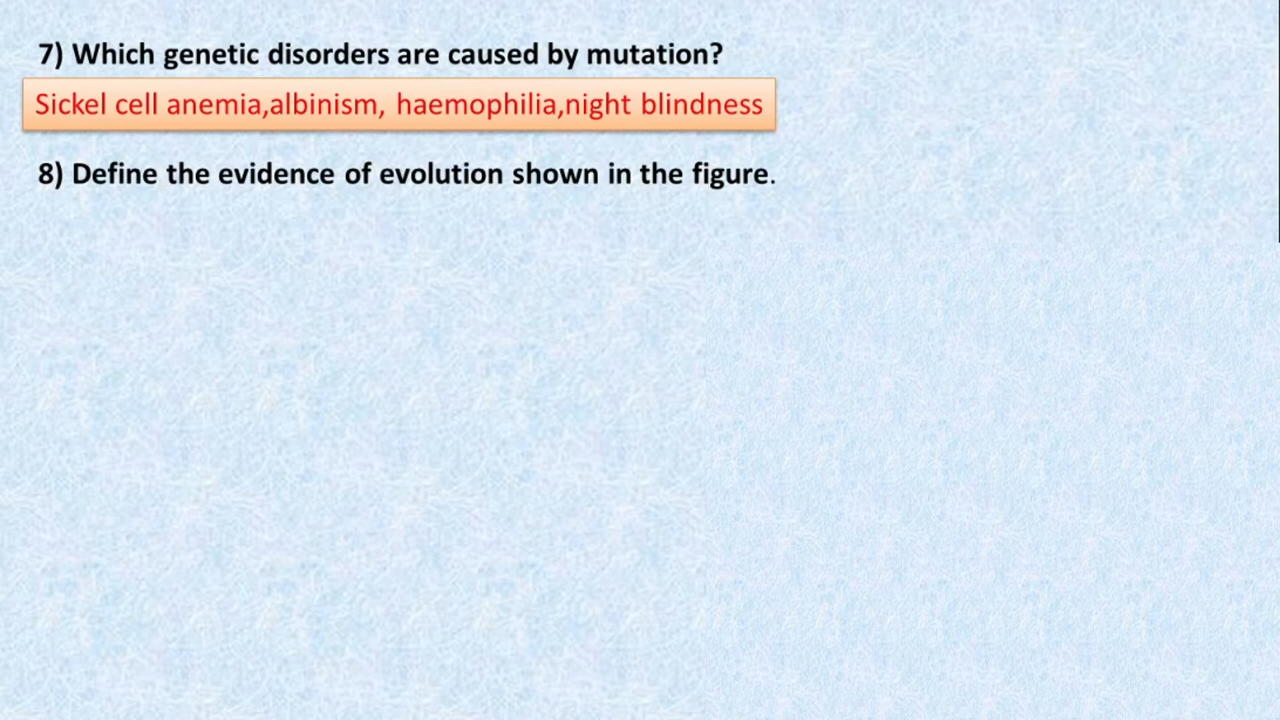 7) Which genetic disorders are caused by mutation?
Sickel cell anemia,albinism, haemophilia,night blindness
8) Define the evidence of evolution shown in the figure.